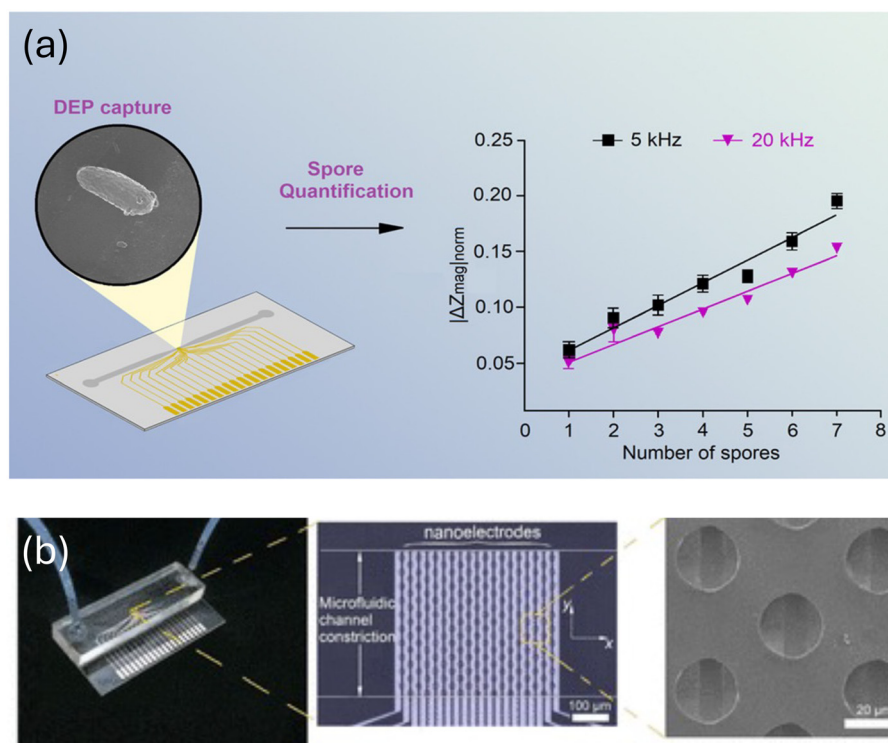 (a)
DEP capture
Spore
Quantification
|ΔZmag|norm
0.25
0.20
0.15
0.10
0.05
5 kHz
20 kHz
0 1 2 3 4 5 6 7 8
Number of spores
(b)
nanoelectrodes
Microfluidic
channel
constriction
y
x
100 µm
20 µm